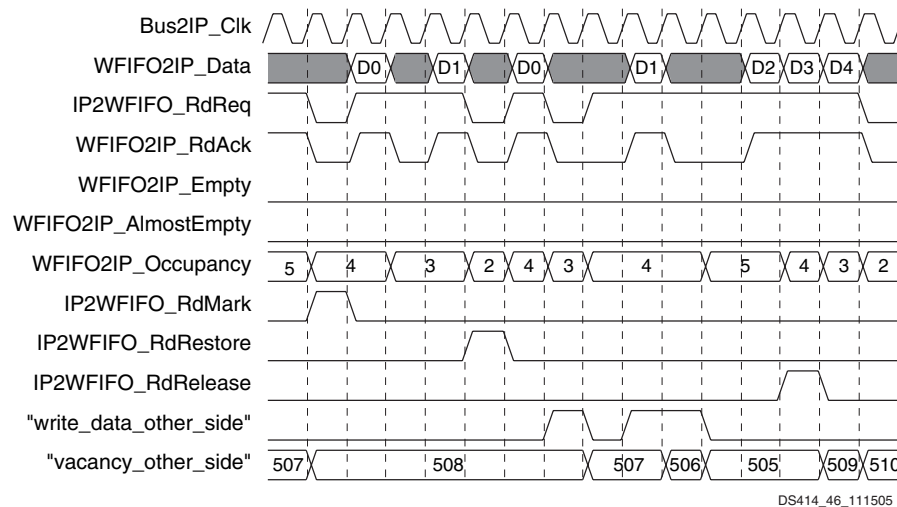 Bus2IP_Clk
WFIFO2IP_Data D0 D1 D0 D1 D2 D3 D4
IP2WFIFO_RdReq
WFIFO2IP_RdAck
WFIFO2IP_Empty
WFIFO2IP_AlmostEmpty
WFIFO2IP_Occupancy 5 4 3 2 4 3 4 5 4 3 2
IP2WFIFO_RdMark
IP2WFIFO_RdRestore
IP2WFIFO_RdRelease
"write_data_other_side"
"vacancy_other_side" 507 508 507 506 505 509 510
DS414_46_111505